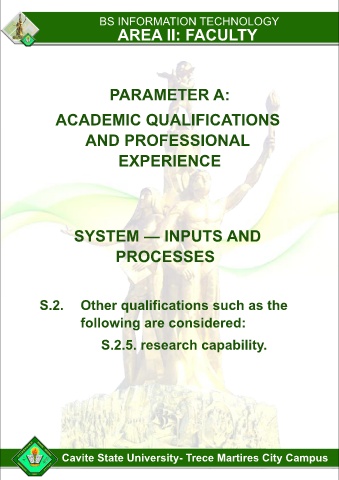 BS INFORMATION TECHNOLOGY
AREA II: FACULTY
PARAMETER A:
ACADEMIC QUALIFICATIONS
AND PROFESSIONAL
EXPERIENCE
SYSTEM — INPUTS AND
PROCESSES
S.2. Other qualifications such as the
following are considered:
S.2.5. research capability.
Cavite State University- Trece Martires City Campus